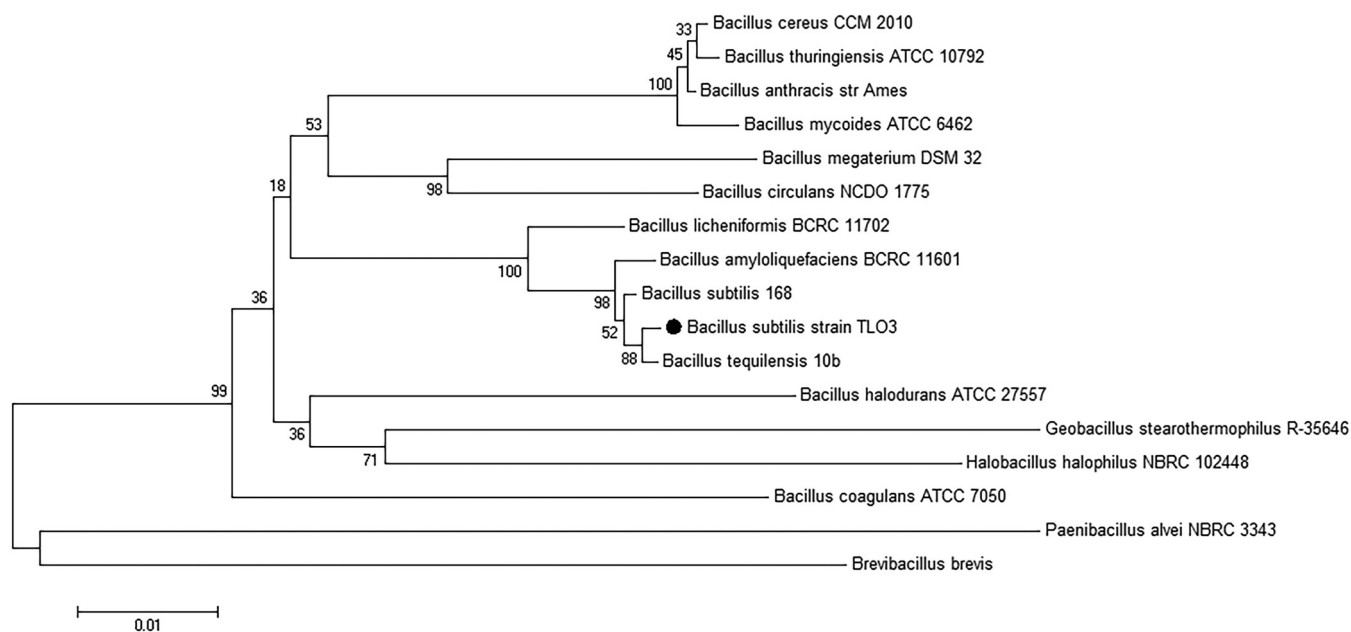 Bacillus cereus CCM 2010
33
Bacillus thuringiensis ATCC 10792
45
100
Bacillus anthracis str Ames
53
Bacillus mycoides ATCC 6462
Bacillus megaterium DSM 32
18
98
Bacillus circulans NCDO 1775
Bacillus licheniformis BCRC 11702
100
Bacillus amyloliquefaciens BCRC 11601
36
98
Bacillus subtilis 168
52
Bacillus subtilis strain TLO3
88
Bacillus tequilensis 10b
99
Bacillus halodurans ATCC 27557
36
Geobacillus stearothermophilus R-35646
71
Halobacillus halophilus NBRC 102448
Bacillus coagulans ATCC 7050
Paenibacillus alvei NBRC 3343
Brevibacillus brevis
0.01